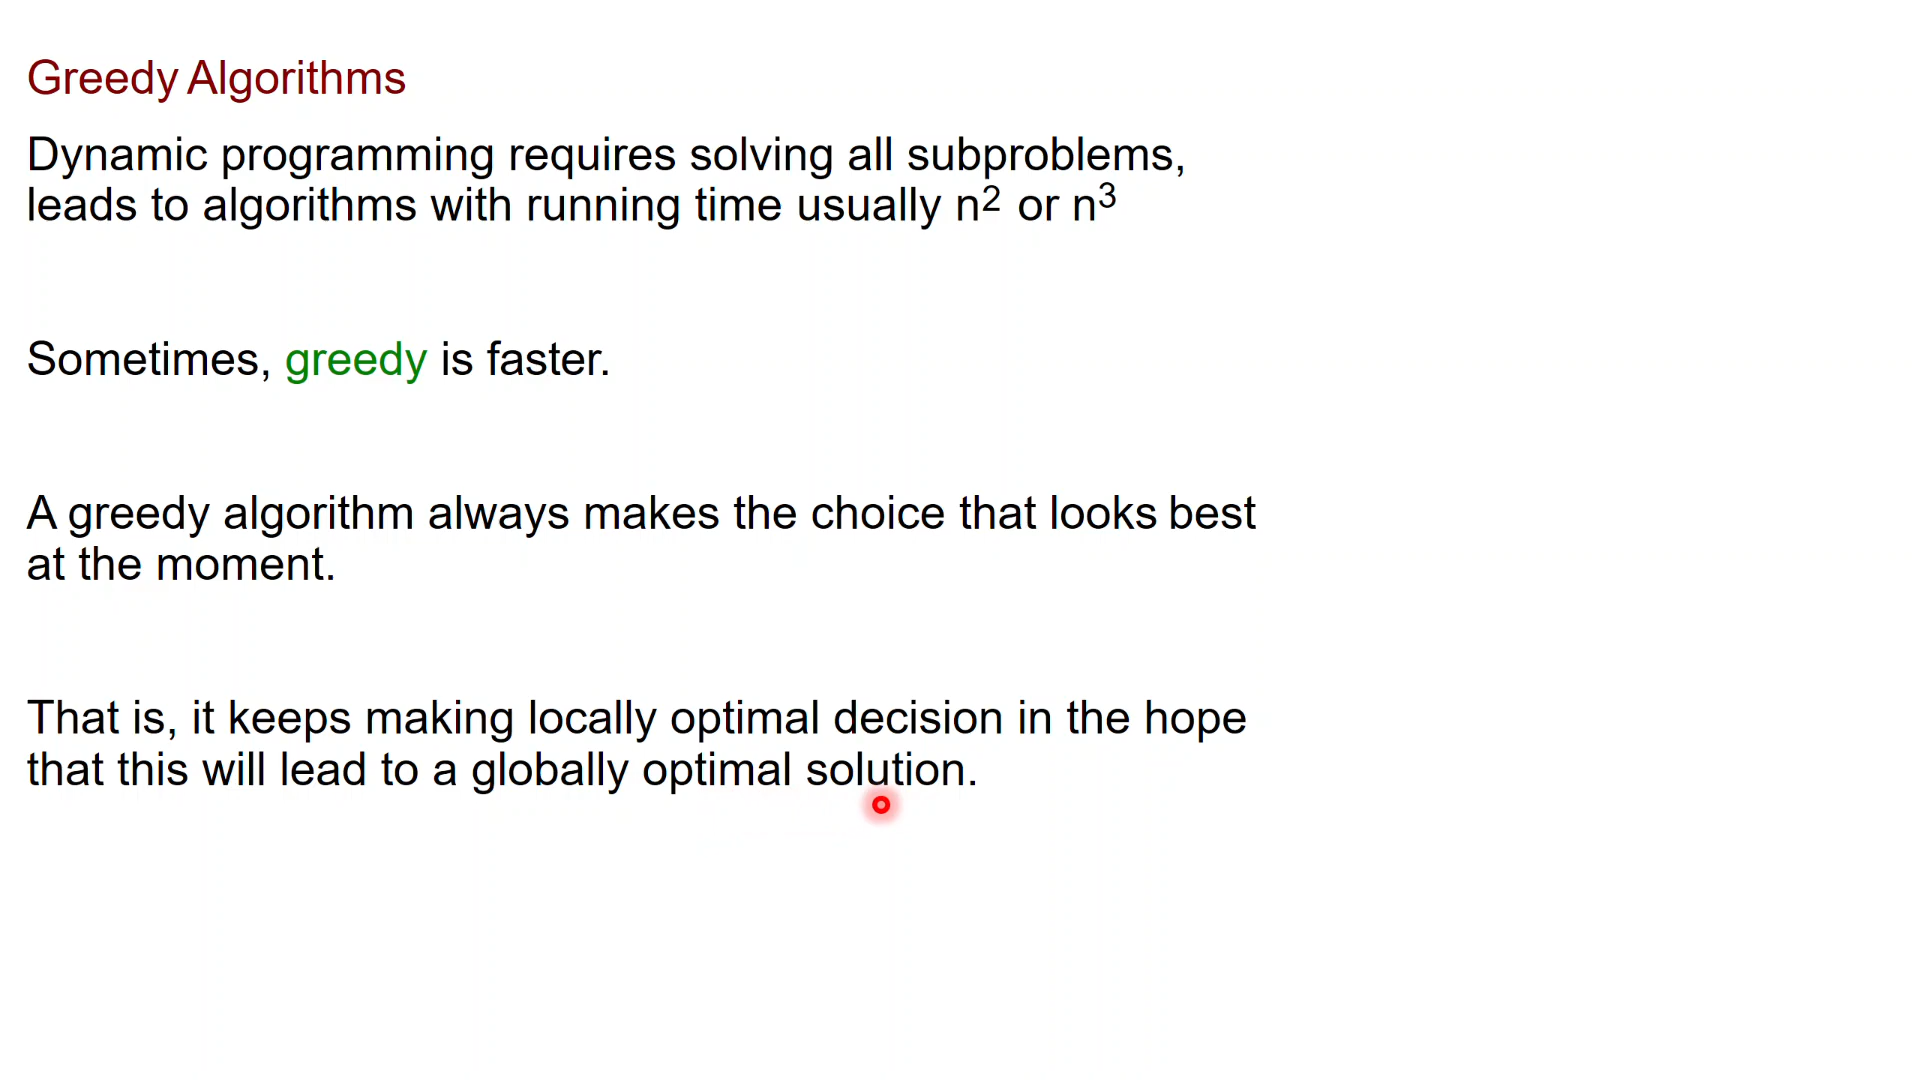 Greedy Algorithms
Dynamic programming requires solving all subproblems,
leads to algorithms with running time usually n² or n³
Sometimes, greedy is faster.
A greedy algorithm always makes the choice that looks best
at the moment.
That is, it keeps making locally optimal decision in the hope
that this will lead to a globally optimal solution.